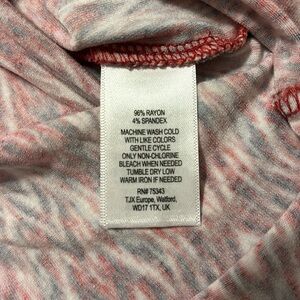 96% RAYON
4% SPANDEX
MACHINE WASH COLD
WITH LIKE COLORS
GENTLE CYCLE
ONLY NON-CHLORINE
BLEACH WHEN NEEDED
TUMBLE DRY LOW
WARM IRON IF NEEDED
RN# 75343
TJX Europe, Watford,
WD17 1TX, UK